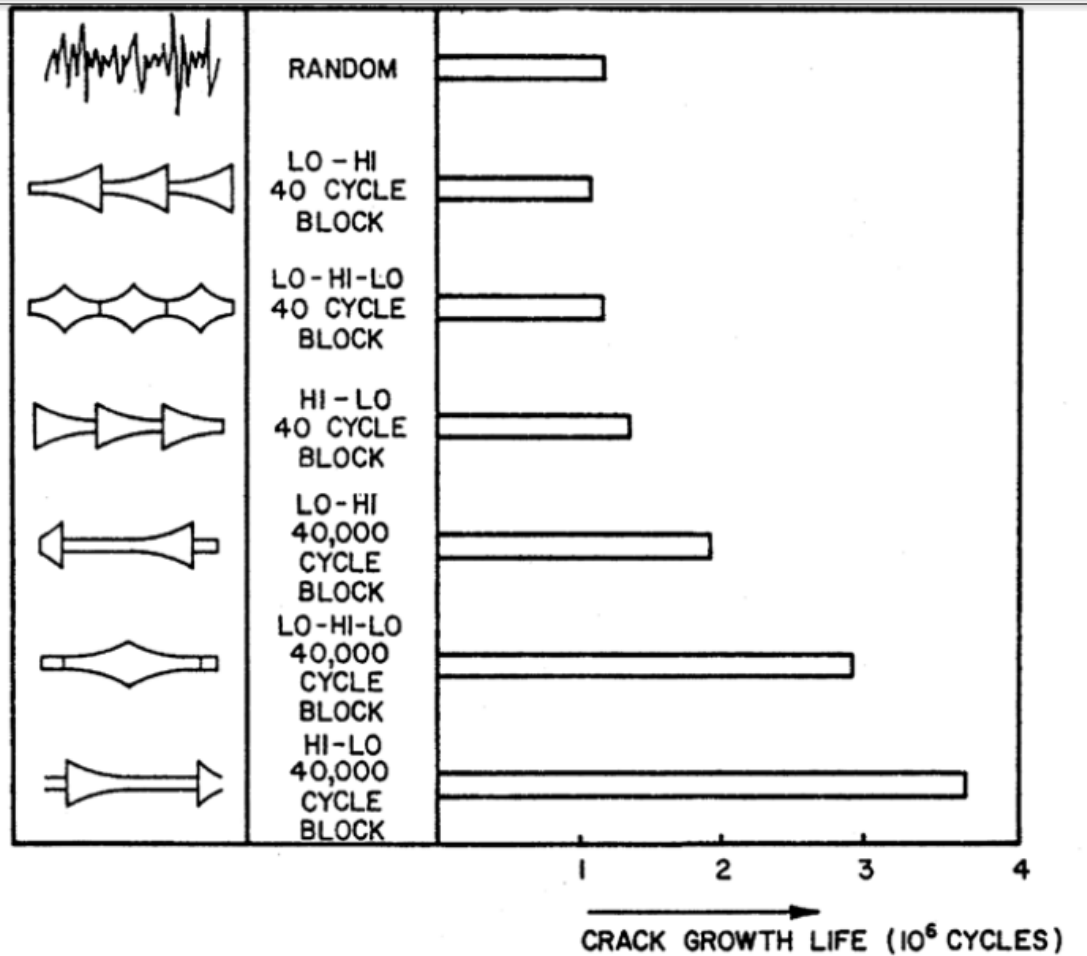 RANDOM
LO - HI
40 CYCLE
BLOCK
LO-HI-LO
40 CYCLE
BLOCK
HI - LO
40 CYCLE
BLOCK
LO-HI
40,000
CYCLE
BLOCK
LO-HI-LO
40,000
CYCLE
BLOCK
HI-LO
40,000
CYCLE
BLOCK
1 2 3 4
CRACK GROWTH LIFE (10⁶ CYCLES)